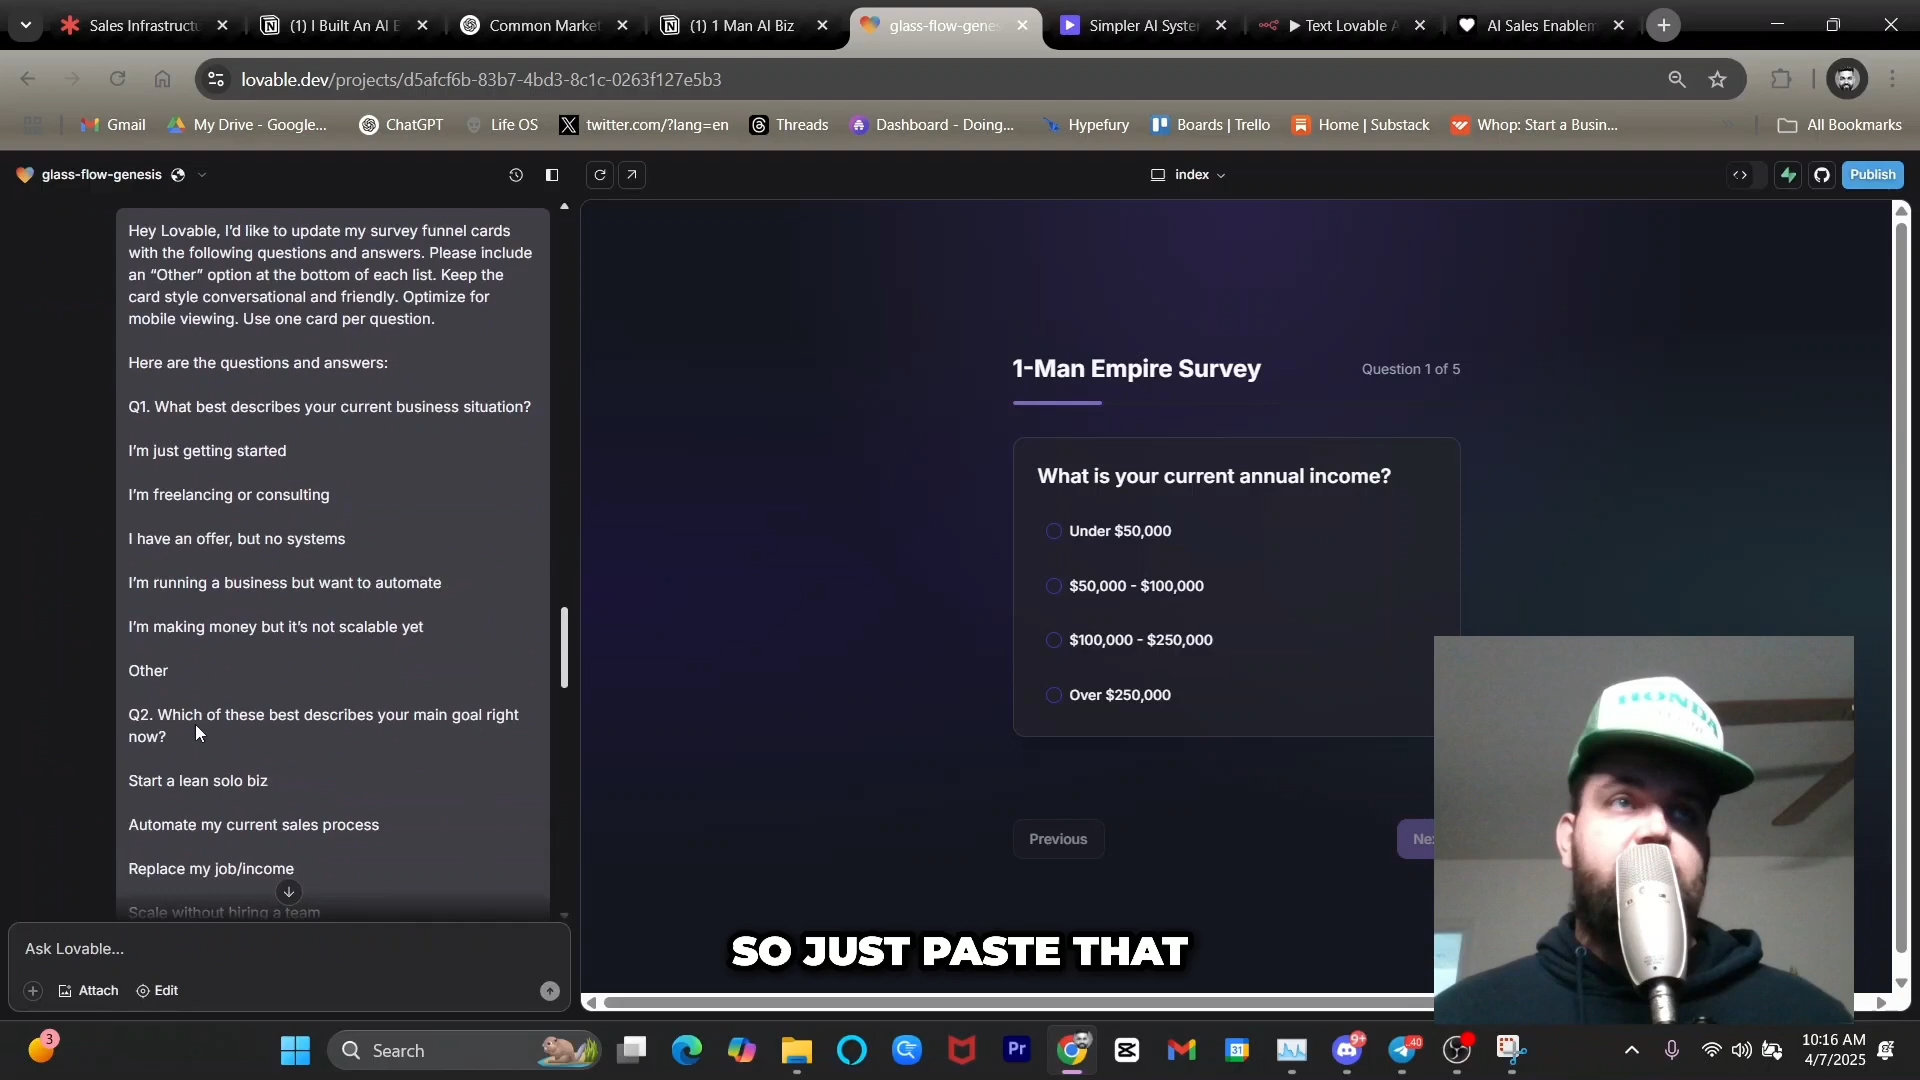 Sales Infrastructu
(1) I Built An AI E
Common Market
(1) 1 Man AI Biz
glass-flow-genes
Simpler AI Syste
▶ Text Lovable A
AI Sales Enablem
lovable.dev/projects/d5afcf6b-83b7-4bd3-8c1c-0263f127e5b3
Gmail
My Drive - Google...
ChatGPT
Life OS
twitter.com/?lang=en
Threads
Dashboard - Doing...
Hypefury
Boards | Trello
Home | Substack
Whop: Start a Busin...
All Bookmarks
glass-flow-genesis
index
Publish
Hey Lovable, I'd like to update my survey funnel cards
with the following questions and answers. Please include
an “Other” option at the bottom of each list. Keep the
card style conversational and friendly. Optimize for
mobile viewing. Use one card per question.
Here are the questions and answers:
Q1. What best describes your current business situation?
I'm just getting started
I'm freelancing or consulting
I have an offer, but no systems
I'm running a business but want to automate
I'm making money but it's not scalable yet
Other
Q2. Which of these best describes your main goal right
now?
Start a lean solo biz
Automate my current sales process
Replace my job/income
Scale without hiring a team
Ask Lovable...
Attach
Edit
1-Man Empire Survey
Question 1 of 5
What is your current annual income?
Under $50,000
$50,000 - $100,000
$100,000 - $250,000
Over $250,000
Previous
Nex
HONDA
SO JUST PASTE THAT
3
Search
Pr
31
9+
40
10:16 AM
4/7/2025